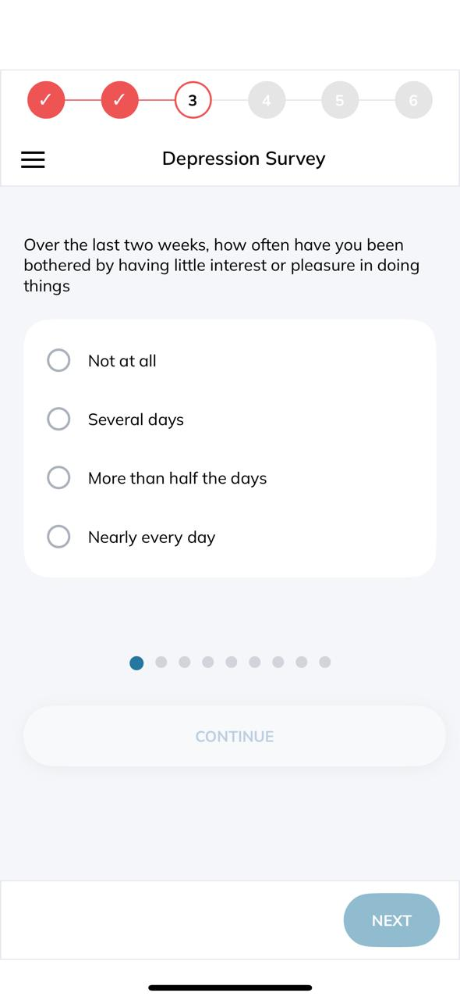 ✓ ✓ 3 4 5 6
Depression Survey
Over the last two weeks, how often have you been
bothered by having little interest or pleasure in doing
things
Not at all
Several days
More than half the days
Nearly every day
CONTINUE
NEXT